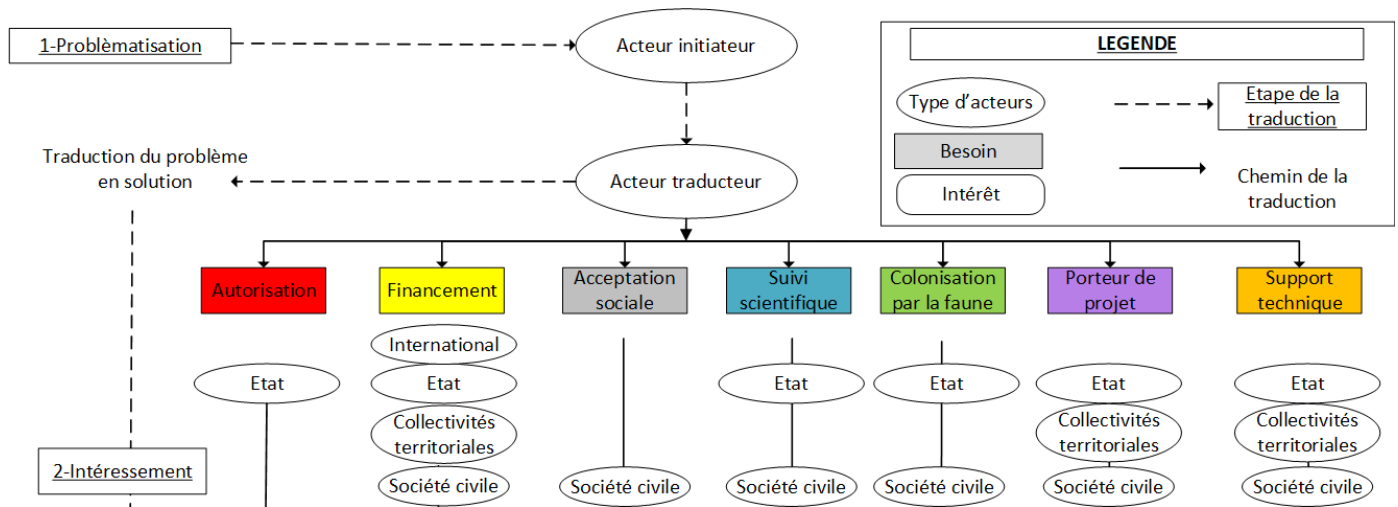 1-Problèmatisation
Acteur initiateur
LEGENDE
Type d'acteurs
Etape de la
traduction
Besoin
Intérêt
Chemin de la
traduction
Traduction du problème
en solution
Acteur traducteur
Autorisation
Financement
Acceptation
sociale
Suivi
scientifique
Colonisation
par la faune
Porteur de
projet
Support
technique
International
Etat
Etat
Etat
Etat
Etat
Etat
Collectivités
territoriales
Collectivités
territoriales
Collectivités
territoriales
2-Intéressement
Société civile
Société civile
Société civile
Société civile
Société civile
Société civile